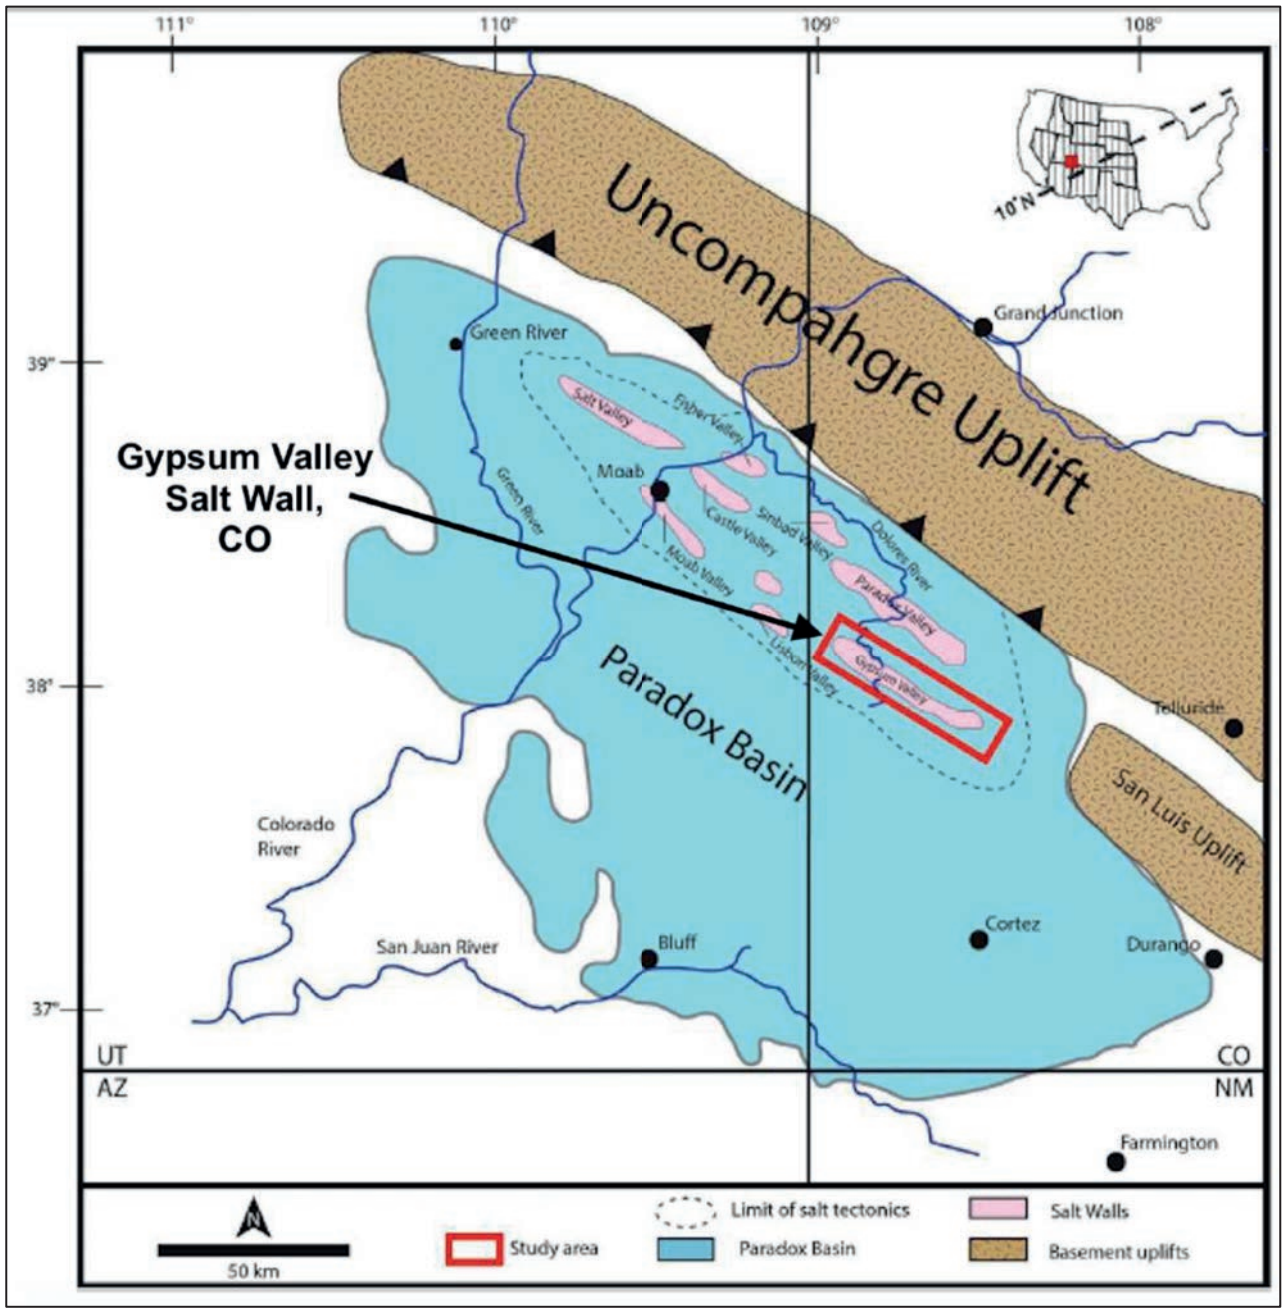 111° 110° 109° 108°
10°N
Uncompahgre Uplift
Grand Junction
Green River
39°
Salt Valley
Fisher Valley
Gypsum Valley
Salt Wall,
CO
Moab
Green River
Castle Valley
Sinbad Valley
Dolores River
Moab Valley
Paradox Valley
Lisbon Valley
Gypsum Valley
38°
Paradox Basin
Telluride
San Luis Uplift
Colorado
River
Cortez
San Juan River
Bluff
Durango
37°
UT
CO
AZ
NM
Farmington
N
50 km
Study area
Limit of salt tectonics
Paradox Basin
Salt Walls
Basement uplifts